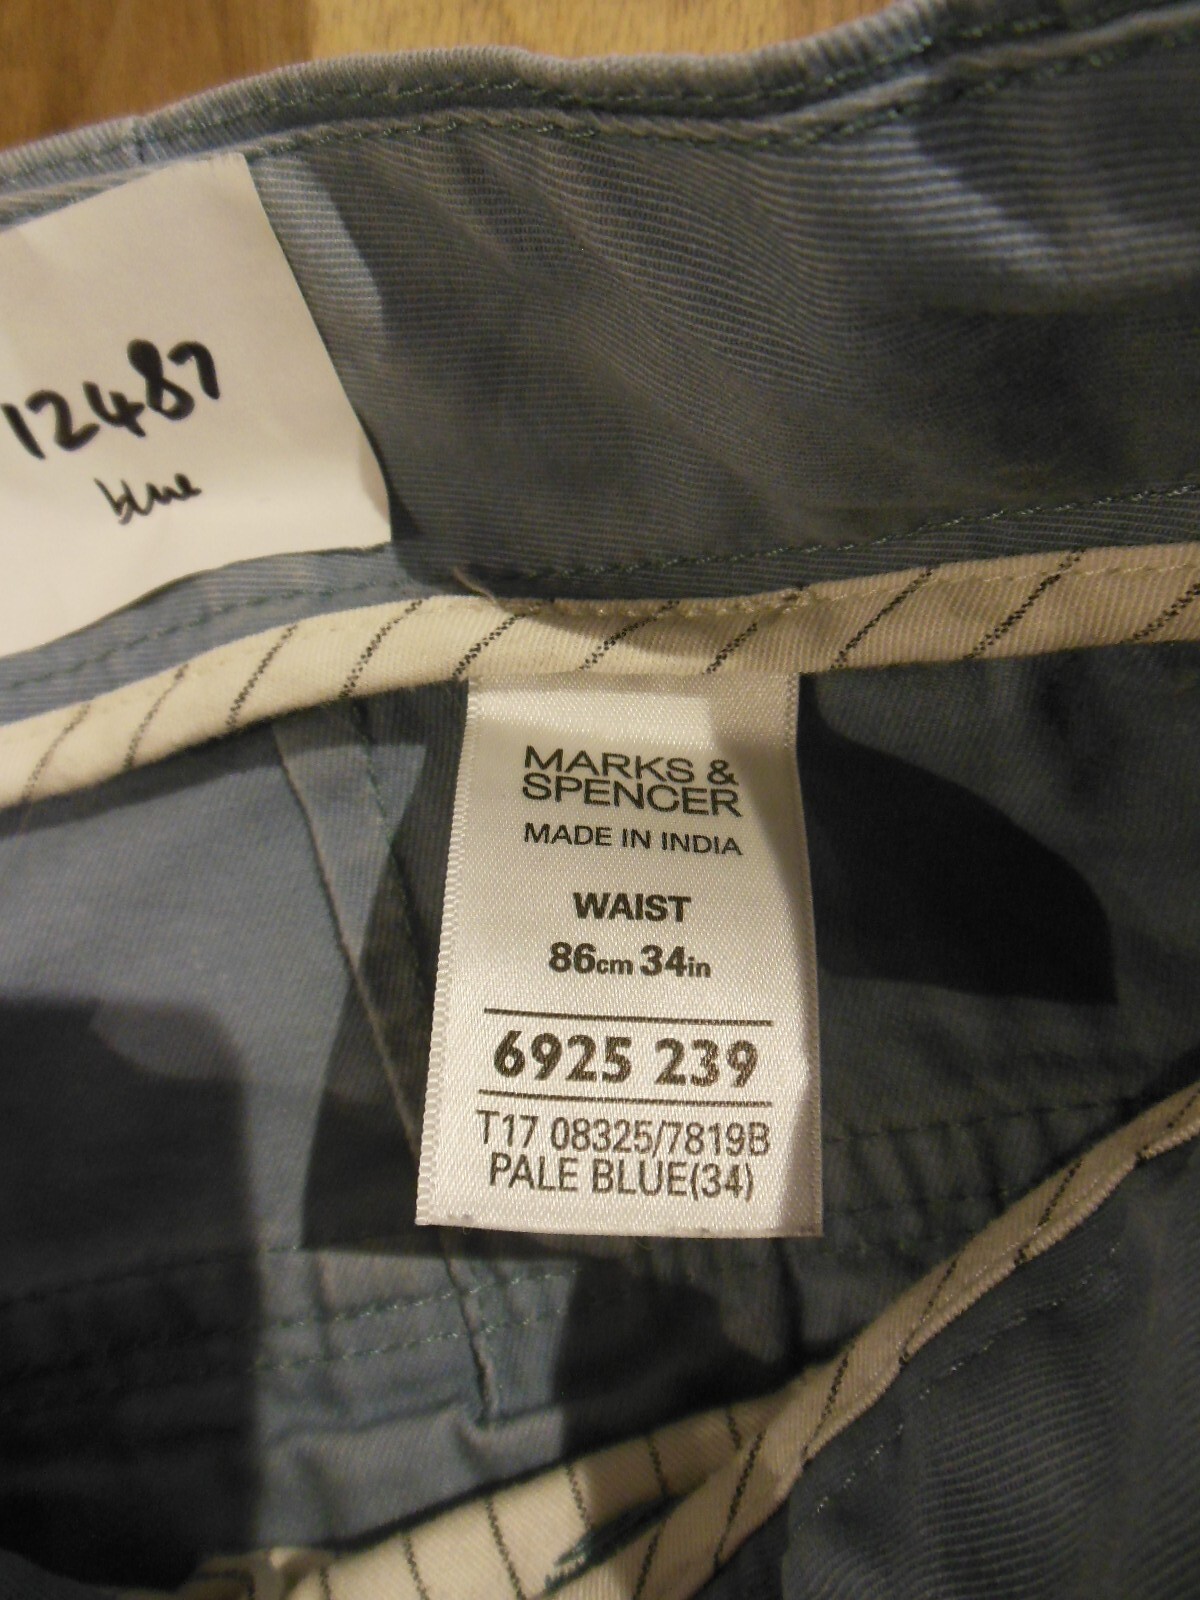 12487
blue
MARKS &
SPENCER
MADE IN INDIA
WAIST
86cm 34in
6925 239
T17 08325/7819B
PALE BLUE(34)